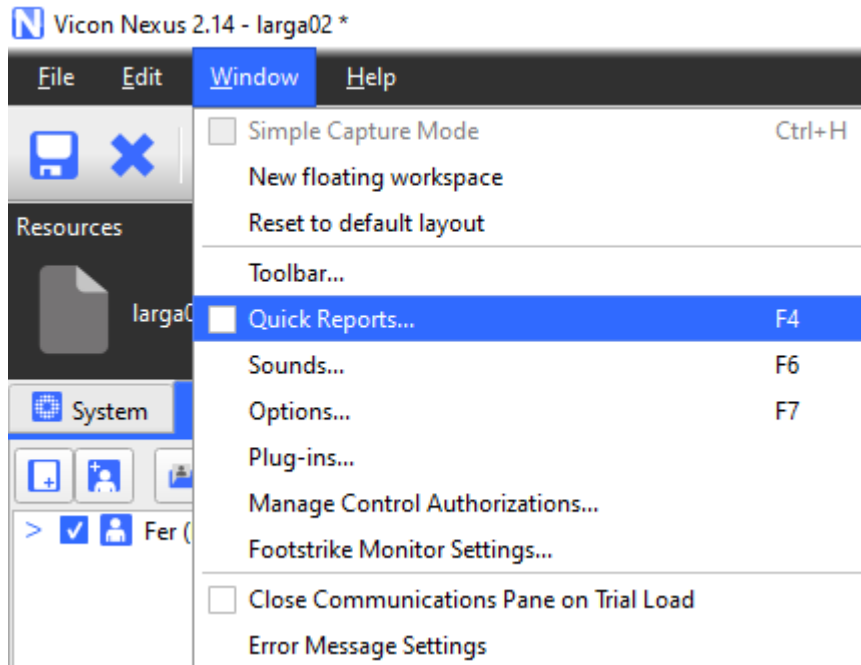 Vicon Nexus 2.14 - larga02 *
File Edit Window Help
Simple Capture Mode Ctrl+H
New floating workspace
Reset to default layout
Resources
Toolbar...
larga0
Quick Reports... F4
Sounds... F6
System
Options... F7
Plug-ins...
Manage Control Authorizations...
Fer (
Footstrike Monitor Settings...
Close Communications Pane on Trial Load
Error Message Settings